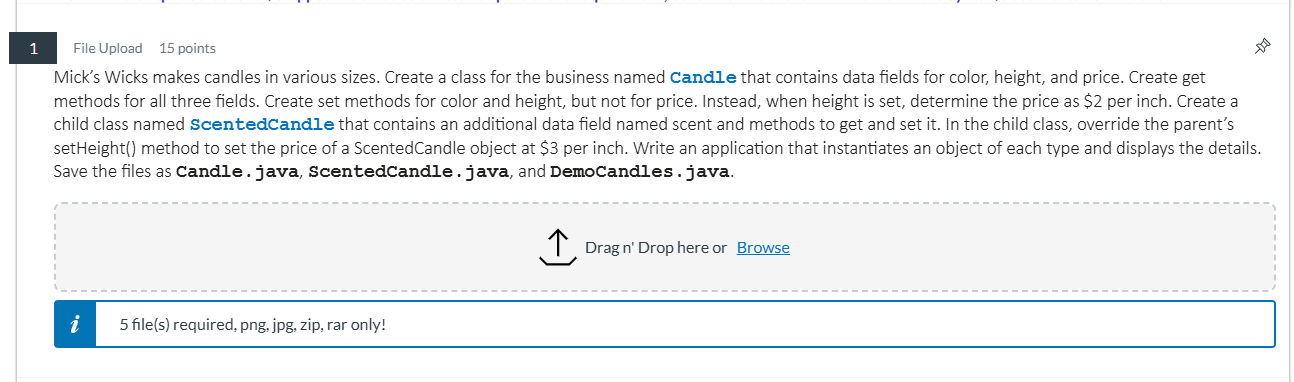 1
File Upload 15 points
Mick’s Wicks makes candles in various sizes. Create a class for the business named Candle that contains data fields for color, height, and price. Create get
methods for all three fields. Create set methods for color and height, but not for price. Instead, when height is set, determine the price as $2 per inch. Create a
child class named ScentedCandle that contains an additional data field named scent and methods to get and set it. In the child class, override the parent’s
setHeight() method to set the price of a ScentedCandle object at $3 per inch. Write an application that instantiates an object of each type and displays the details.
Save the files as Candle.java, ScentedCandle.java, and DemoCandles.java.
Drag n' Drop here or Browse
i 5 file(s) required, png, jpg, zip, rar only!